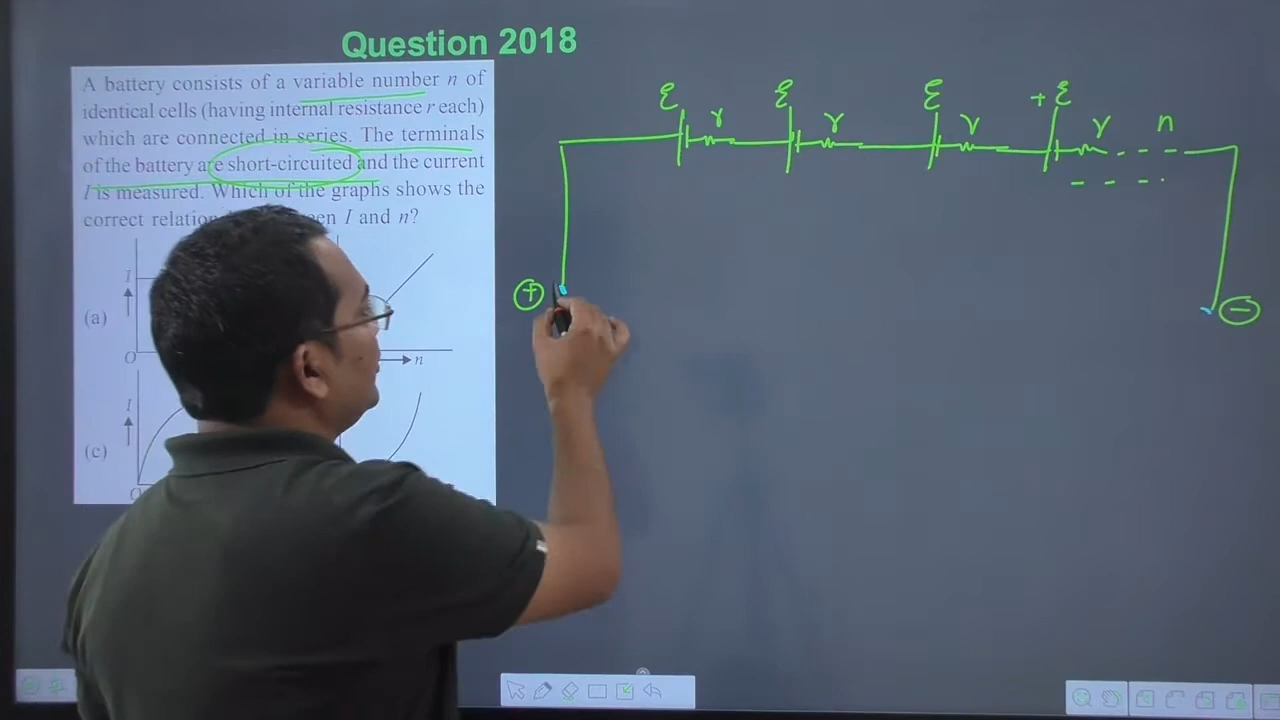 Question 2018
A battery consists of a variable number n of
identical cells (having internal resistance r each)
which are connected in series. The terminals
of the battery are short-circuited and the current
I is measured. Which of the graphs shows the
correct en I and n?
I
(a)
O
n
I
(c)
O
ℰ ℰ ℰ + ℰ
r r r r n
+
−